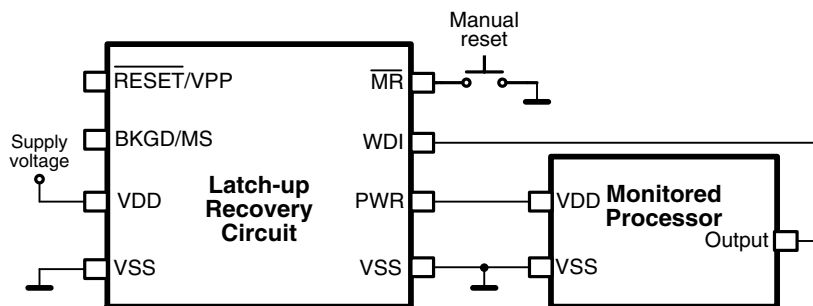 Manual
reset
RESET/VPP
MR
BKGD/MS
WDI
Supply
voltage
Latch-up
Recovery
Circuit
VDD
PWR
VSS
VSS
Monitored
Processor
VDD
Output
VSS